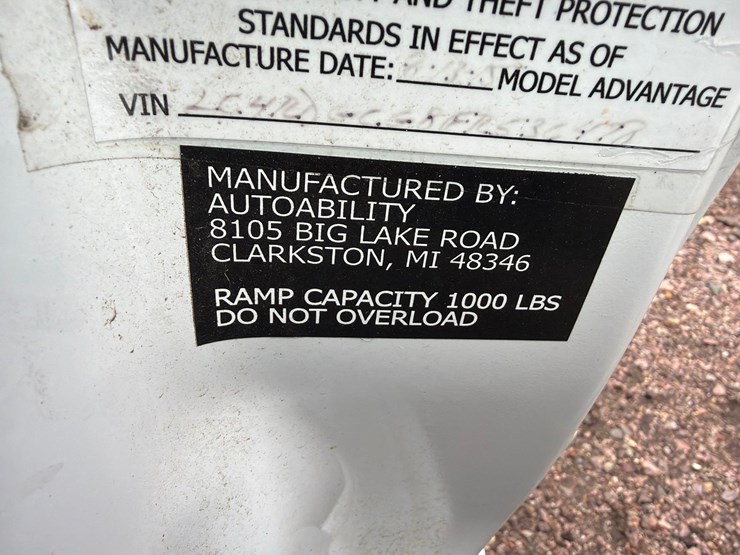 AND THEFT PROTECTION
STANDARDS IN EFFECT AS OF
MANUFACTURE DATE: MODEL ADVANTAGE
VIN
MANUFACTURED BY:
AUTOABILITY
8105 BIG LAKE ROAD
CLARKSTON, MI 48346
RAMP CAPACITY 1000 LBS
DO NOT OVERLOAD